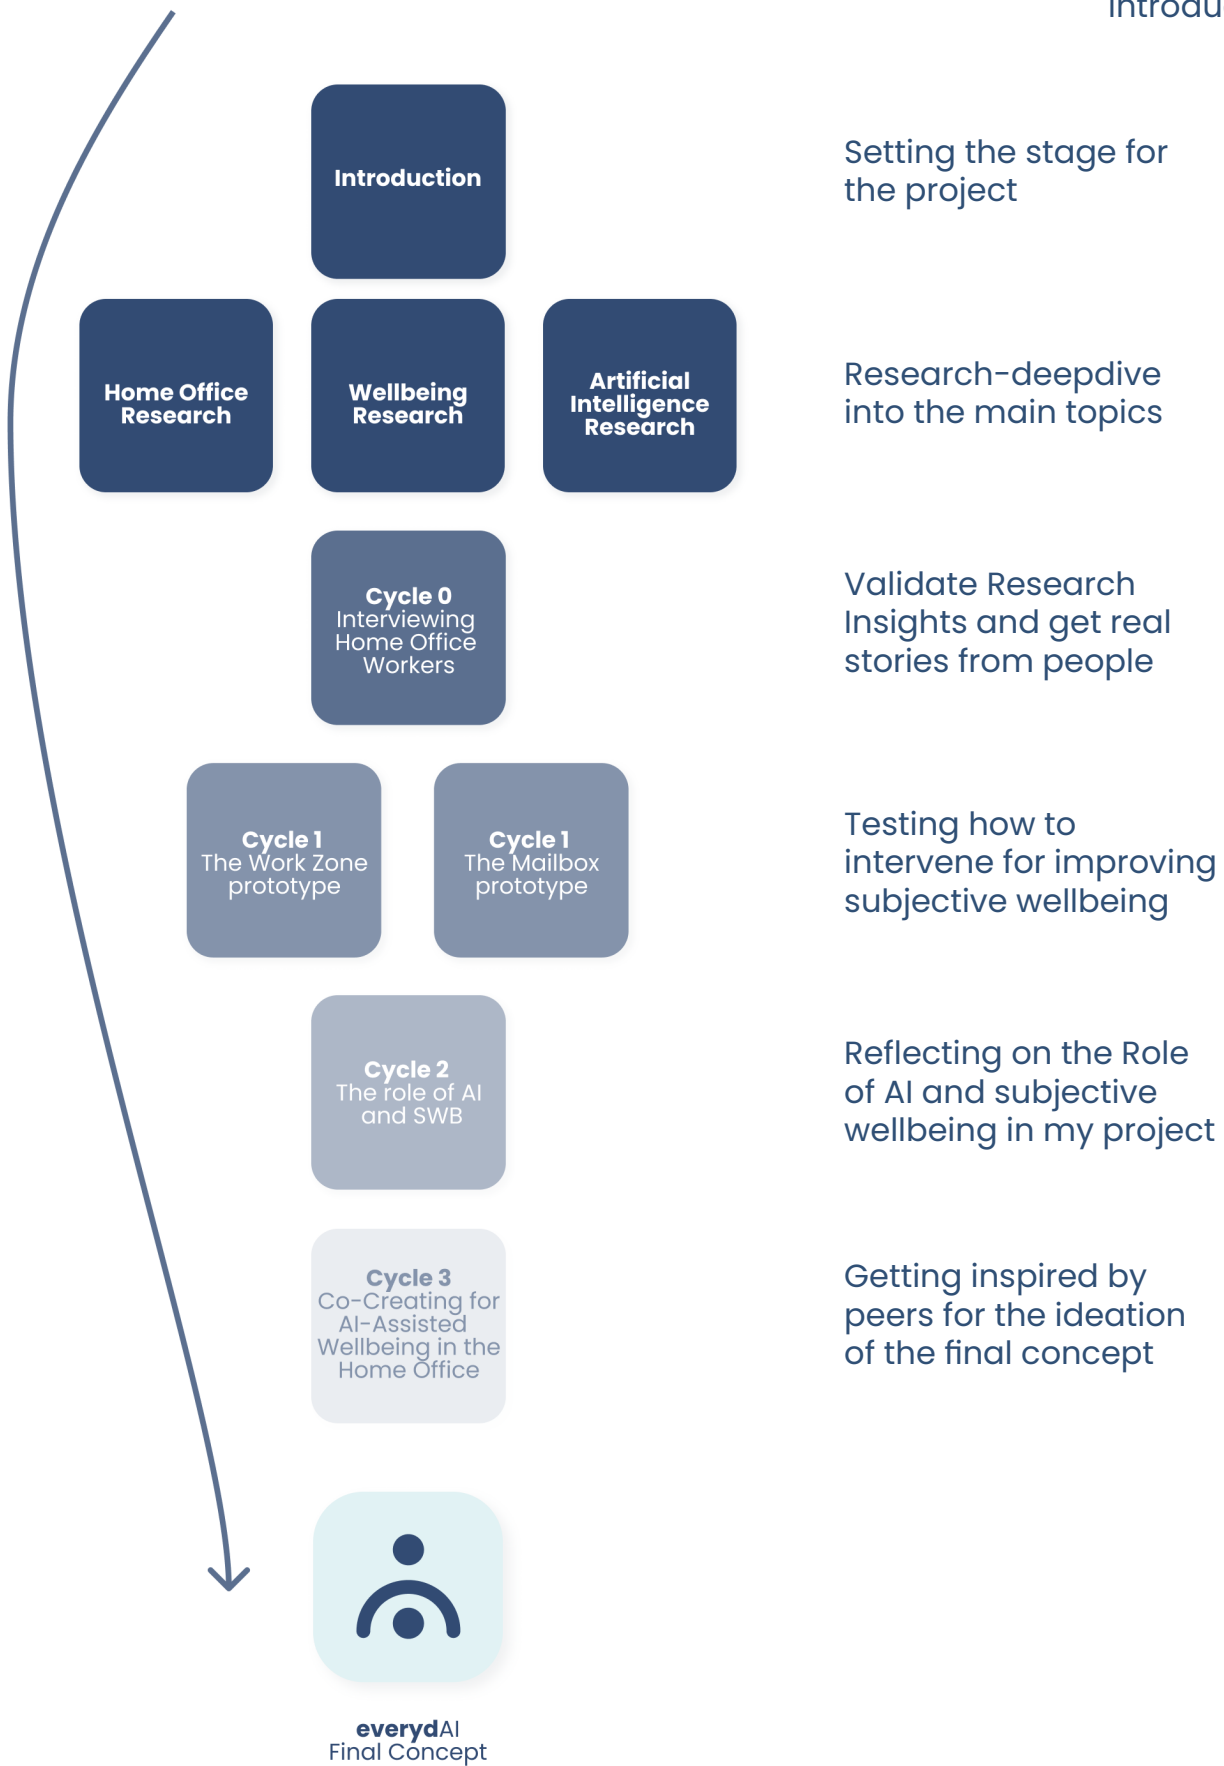 Introduction
Setting the stage for
the project
Home Office
Research
Wellbeing
Research
Artificial
Intelligence
Research
Research-deepdive
into the main topics
Cycle 0
Interviewing
Home Office
Workers
Validate Research
Insights and get real
stories from people
Cycle 1
The Work Zone
prototype
Cycle 1
The Mailbox
prototype
Testing how to
intervene for improving
subjective wellbeing
Cycle 2
The role of AI
and SWB
Reflecting on the Role
of AI and subjective
wellbeing in my project
Cycle 3
Co-Creating for
AI-Assisted
Wellbeing in the
Home Office
Getting inspired by
peers for the ideation
of the final concept
everydAI
Final Concept